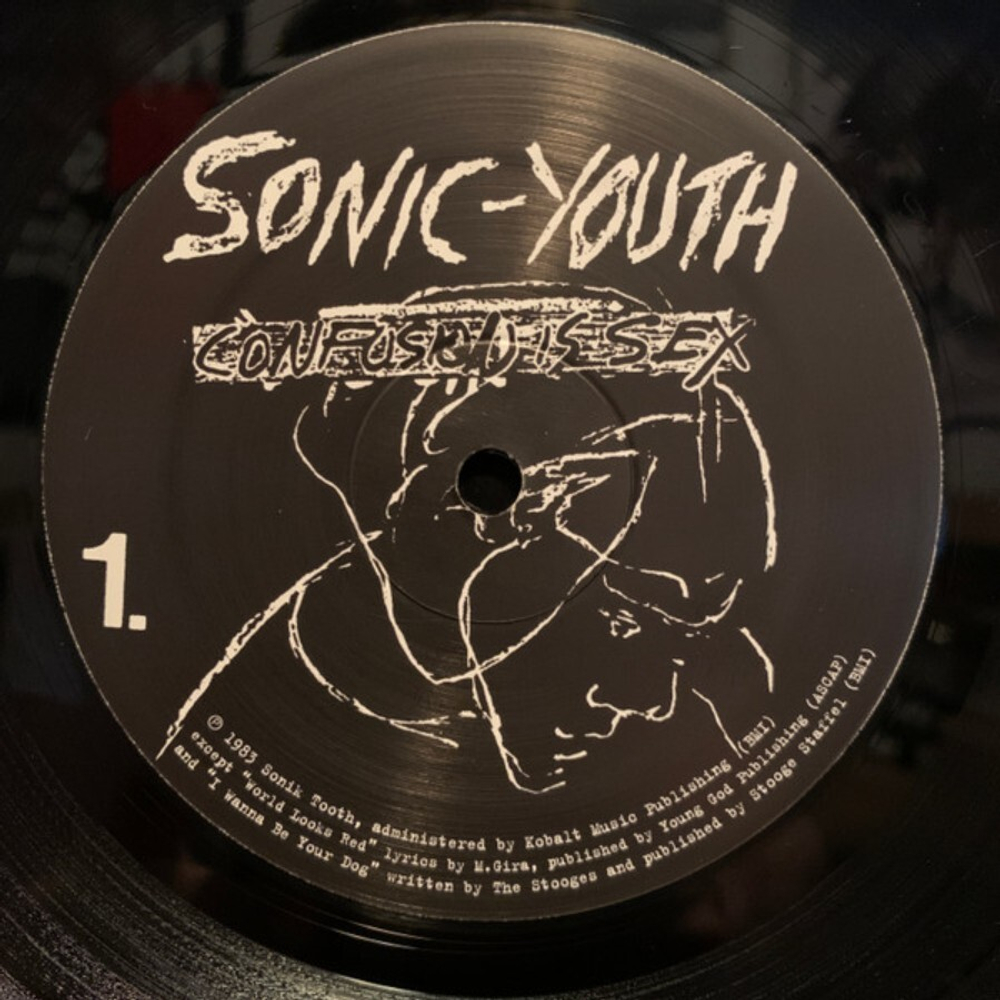 SONIC-YOUTH
CONFUSION IS SEX
1.
℗ 1983 Sonik Tooth, administered by Kobalt Music Publishing (BMI)
except "World Looks Red" lyrics by M.Gira, published by Young God Publishing (ASCAP)
and "I Wanna Be Your Dog" written by The Stooges and published by Stooge Staffel (BMI)